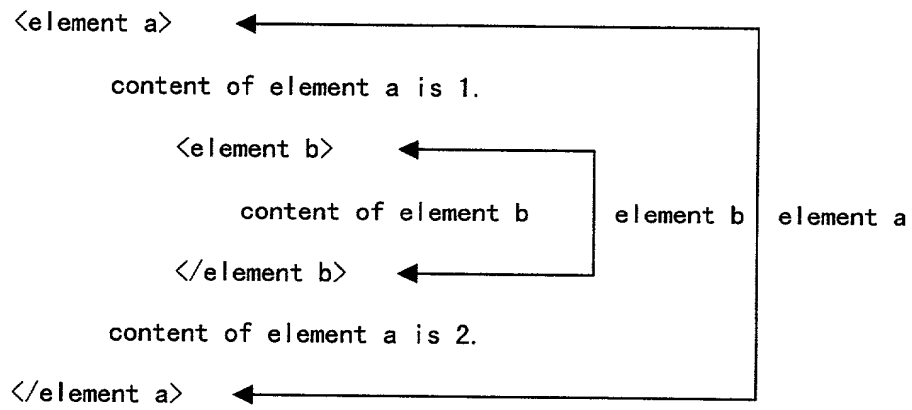 <element a>
content of element a is 1.
<element b>
content of element b element b element a
</element b>
content of element a is 2.
</element a>